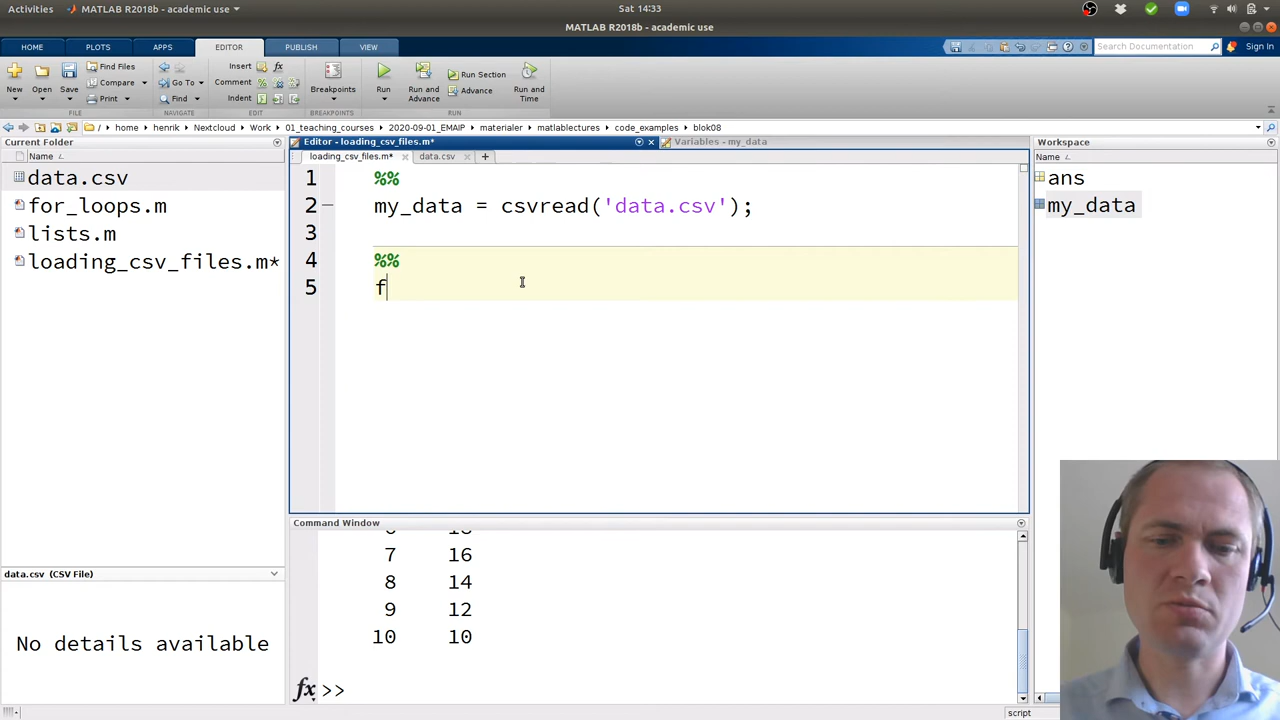 Activities
MATLAB R2018b - academic use
Sat 14:33
MATLAB R2018b - academic use
HOME PLOTS APPS EDITOR PUBLISH VIEW
Search Documentation
Sign In
New Open Save
Find Files
Compare
Print
Go To
Find
Insert
Comment
Indent
Breakpoints
Run
Run and Advance
Run Section
Advance
Run and Time
FILE NAVIGATE EDIT BREAKPOINTS RUN
/ home henrik Nextcloud Work 01_teaching_courses 2020-09-01_EMAIP materialer matlablectures code_examples blok08
Current Folder
Name
data.csv
for_loops.m
lists.m
loading_csv_files.m*
data.csv (CSV File)
No details available
Editor - loading_csv_files.m*
Variables - my_data
loading_csv_files.m* data.csv
1 %%
2 my_data = csvread('data.csv');
3
4 %%
5 f
Command Window
7 16
8 14
9 12
10 10
fx >>
Workspace
Name
ans
my_data
script